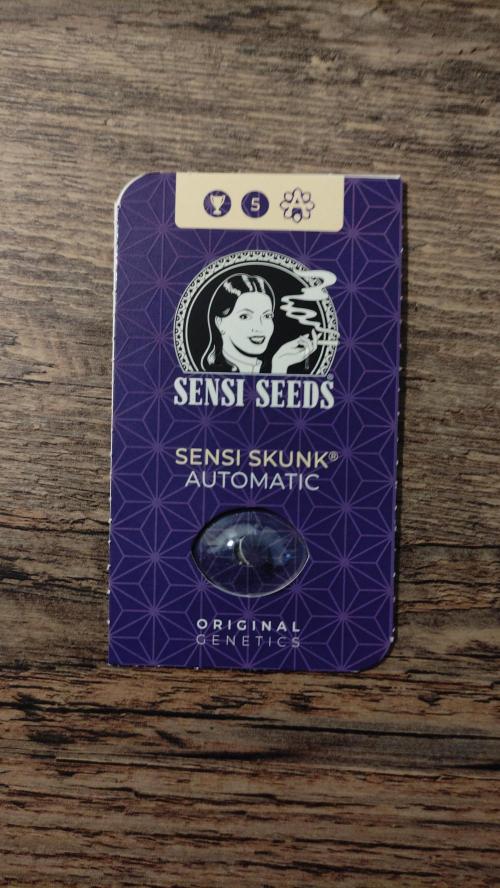 5
SENSI SEEDS®
SENSI SKUNK®
AUTOMATIC
ORIGINAL
GENETICS